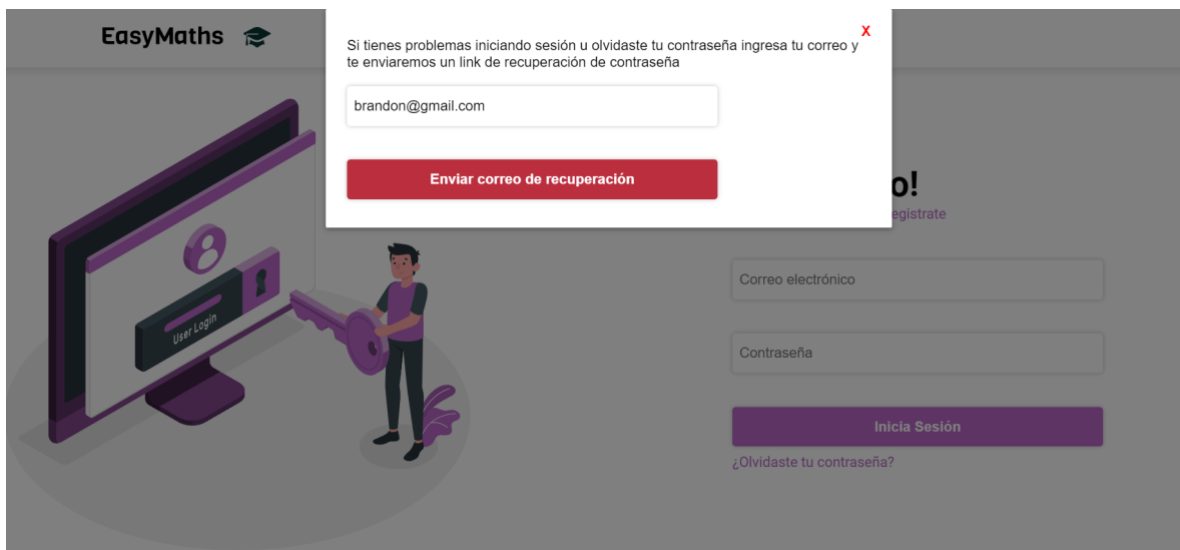 EasyMaths
X
Si tienes problemas iniciando sesión u olvidaste tu contraseña ingresa tu correo y
te enviaremos un link de recuperación de contraseña
brandon@gmail.com
Enviar correo de recuperación
o!
egistrate
Correo electrónico
Contraseña
Inicia Sesión
¿Olvidaste tu contraseña?
User Login